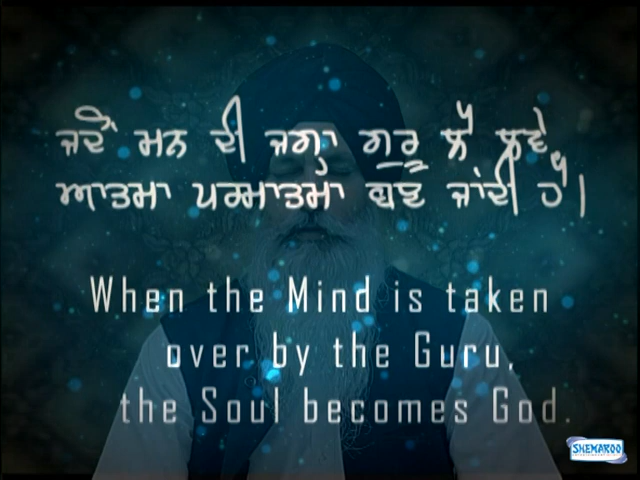 ਜਦੋਂ ਮਨ ਦੀ ਜਗ੍ਹਾ ਗੁਰੂ ਲੈ ਲਵੇ
ਆਤਮਾ ਪਰਮਾਤਮਾ ਬਣ ਜਾਂਦੀ ਹੈ।
When the Mind is taken
over by the Guru,
the Soul becomes God.
SHEMAROO